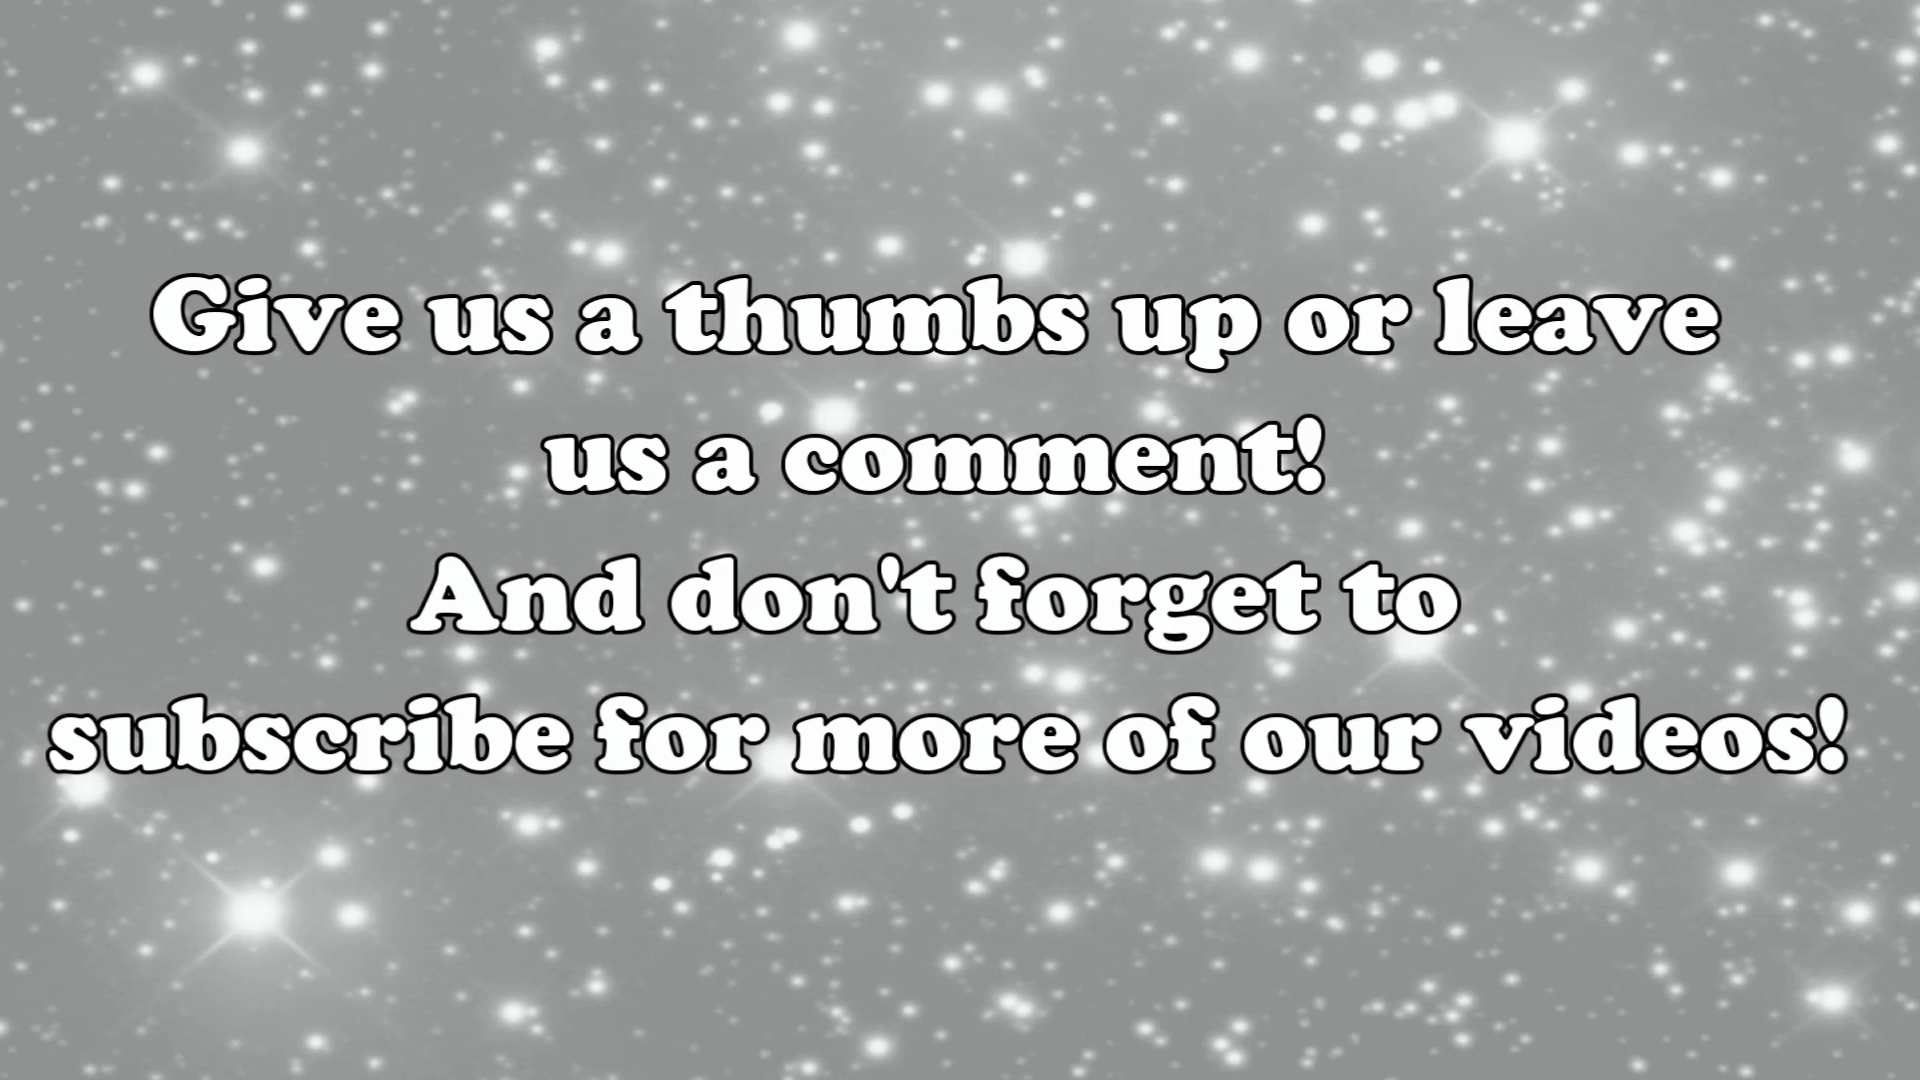 Give us a thumbs up or leave
us a comment!
And don't forget to
subscribe for more of our videos!